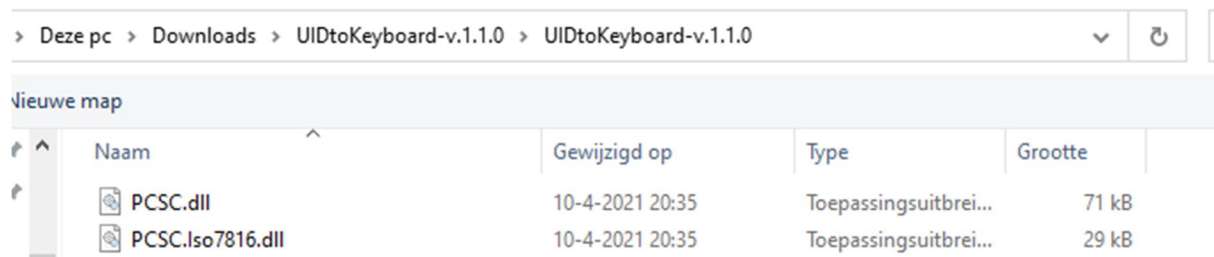 Deze pc > Downloads > UIDtoKeyboard-v.1.1.0 > UIDtoKeyboard-v.1.1.0
Nieuwe map
Naam Gewijzigd op Type Grootte
PCSC.dll 10-4-2021 20:35 Toepassingsuitbrei... 71 kB
PCSC.Iso7816.dll 10-4-2021 20:35 Toepassingsuitbrei... 29 kB